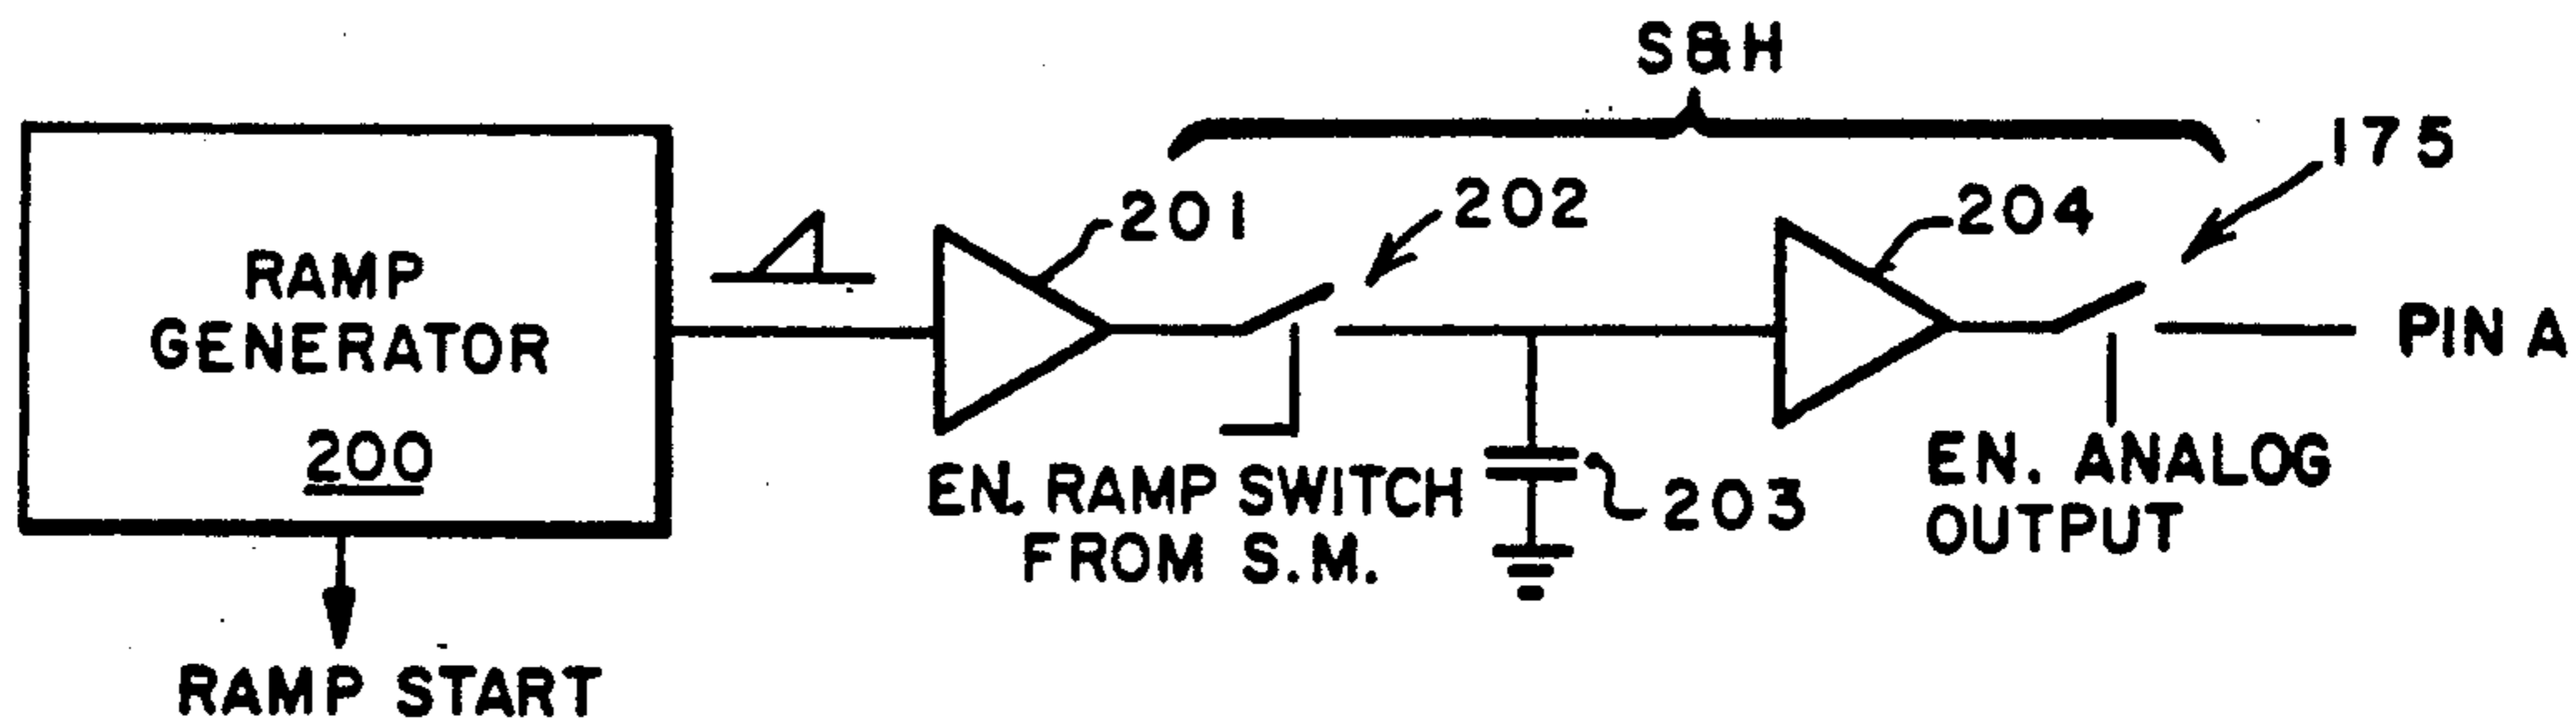 S&H
175
201
202
204
RAMP
GENERATOR
200
PIN A
EN. RAMP SWITCH
FROM S.M.
203
EN. ANALOG
OUTPUT
RAMP START